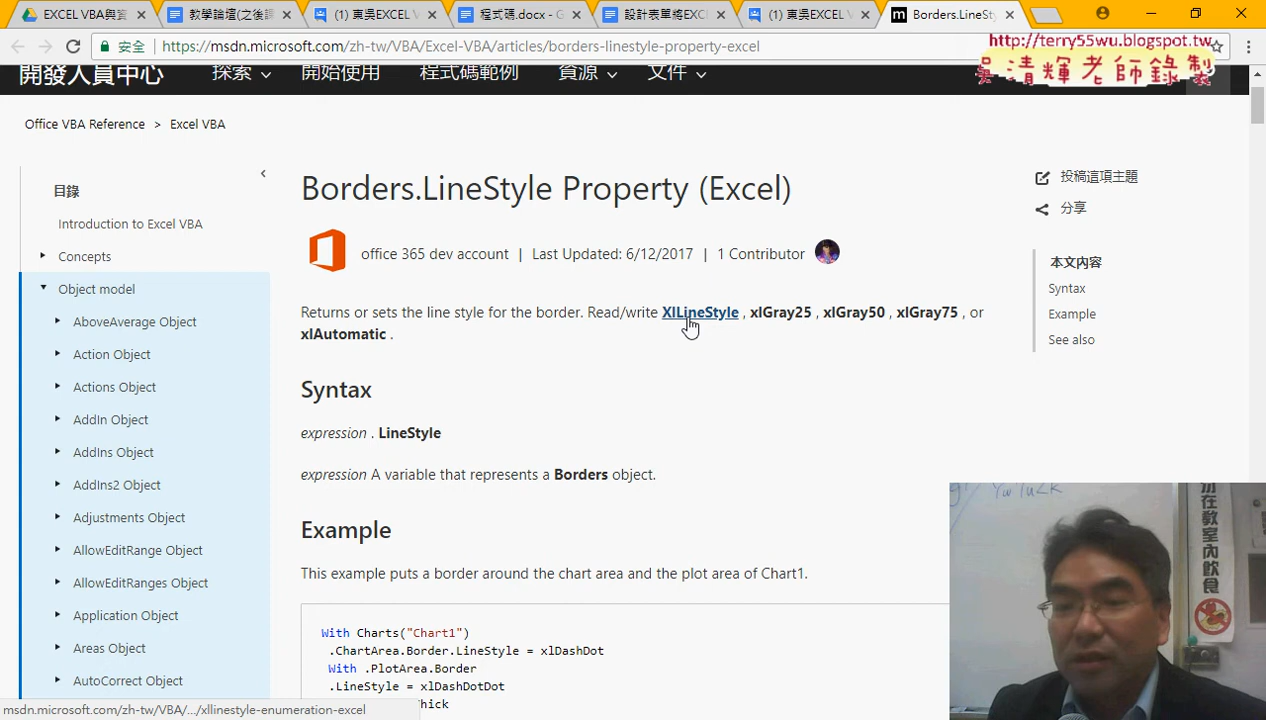 EXCEL VBA與資
教學論壇(之後課
(1) 東吳EXCEL V
程式碼.docx - G
設計表單將EXC
(1) 東吳EXCEL V
Borders.LineSty
安全
https://msdn.microsoft.com/zh-tw/VBA/Excel-VBA/articles/borders-linestyle-property-excel
http://terry55wu.blogspot.tw
吳清輝老師錄製
開發人員中心
探索
開始使用
程式碼範例
資源
文件
Office VBA Reference > Excel VBA
目錄
Introduction to Excel VBA
Concepts
Object model
AboveAverage Object
Action Object
Actions Object
AddIn Object
AddIns Object
AddIns2 Object
Adjustments Object
AllowEditRange Object
AllowEditRanges Object
Application Object
Areas Object
AutoCorrect Object
Borders.LineStyle Property (Excel)
office 365 dev account | Last Updated: 6/12/2017 | 1 Contributor
Returns or sets the line style for the border. Read/write XlLineStyle , xlGray25 , xlGray50 , xlGray75 , or
xlAutomatic .
Syntax
expression . LineStyle
expression A variable that represents a Borders object.
Example
This example puts a border around the chart area and the plot area of Chart1.
With Charts("Chart1")
.ChartArea.Border.LineStyle = xlDashDot
With .PlotArea.Border
.LineStyle = xlDashDotDot
hick
投稿這項主題
分享
本文內容
Syntax
Example
See also
在教室內飲食
msdn.microsoft.com/zh-tw/VBA/.../xllinestyle-enumeration-excel